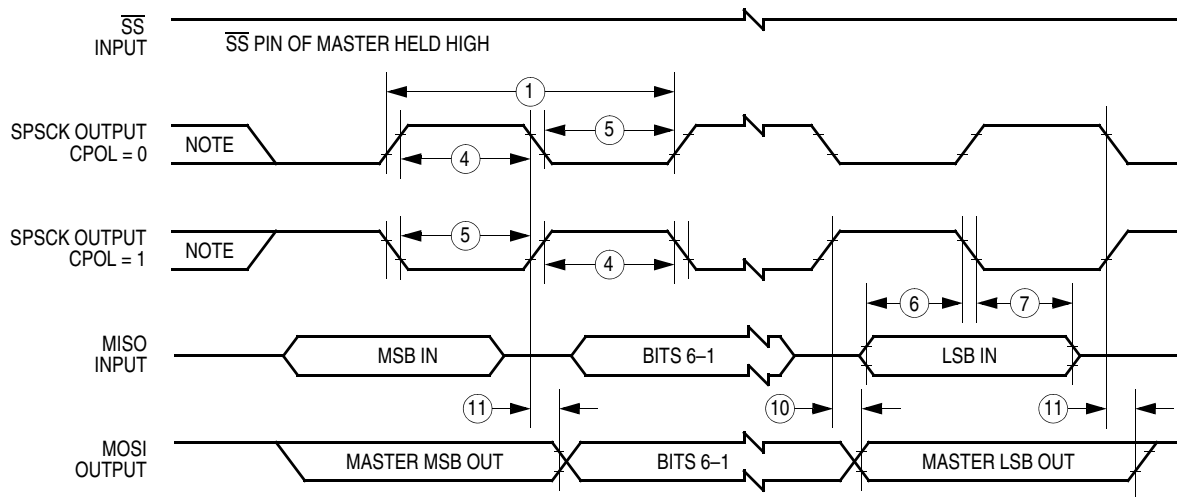 SS
INPUT
SS PIN OF MASTER HELD HIGH
1
SPSCK OUTPUT
CPOL = 0
NOTE
5
4
SPSCK OUTPUT
CPOL = 1
NOTE
5
4
6
7
MISO
INPUT
MSB IN
BITS 6–1
LSB IN
11
10
11
MOSI
OUTPUT
MASTER MSB OUT
BITS 6–1
MASTER LSB OUT